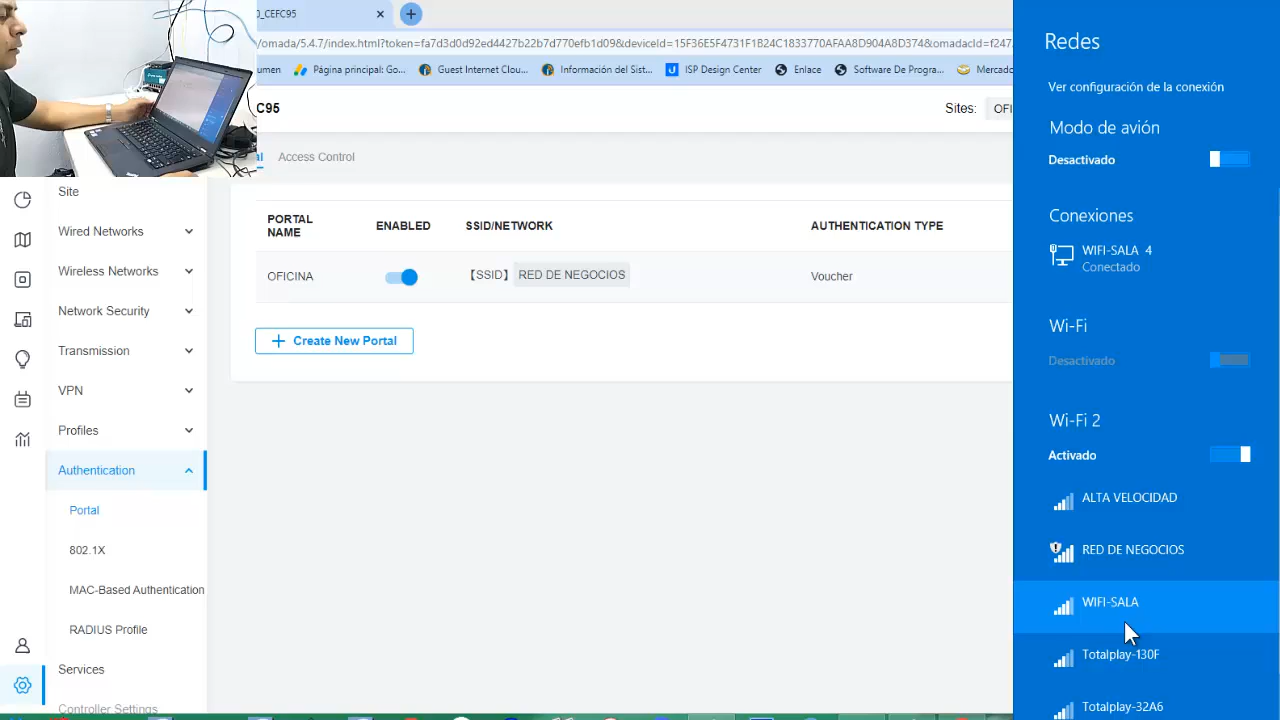 O_CEFC95
/omada/5.4.7/index.html?token=fa7d3d0d92ed4427b22b7d770efb1d09&deviceId=15F36E5F4731F1B24C1833770AFAA8D904A8D374&omadacId=f247
umen
Página principal: Go...
Guest Internet Clou...
Información del Sist...
ISP Design Center
Enlace
Software De Progra...
Mercado
C95
Sites:
OFI
al
Access Control
Site
Wired Networks
Wireless Networks
Network Security
Transmission
VPN
Profiles
Authentication
Portal
802.1X
MAC-Based Authentication
RADIUS Profile
Services
Controller Settings
PORTAL NAME
ENABLED
SSID/NETWORK
AUTHENTICATION TYPE
OFICINA
【SSID】 RED DE NEGOCIOS
Voucher
+ Create New Portal
Redes
Ver configuración de la conexión
Modo de avión
Desactivado
Conexiones
WIFI-SALA 4
Conectado
Wi-Fi
Desactivado
Wi-Fi 2
Activado
ALTA VELOCIDAD
RED DE NEGOCIOS
WIFI-SALA
Totalplay-130F
Totalplay-32A6